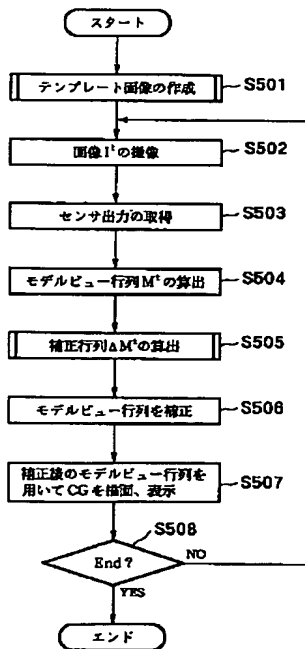 スタート
テンプレート画像の作成 S501
画像Iᵗの撮像 S502
センサ出力の取得 S503
モデルビュー行列Mᵗの算出 S504
補正行列ΔMᵗの算出 S505
モデルビュー行列を補正 S506
補正後のモデルビュー行列を
用いてCGを描画、表示 S507
S508
End?
NO
YES
エンド